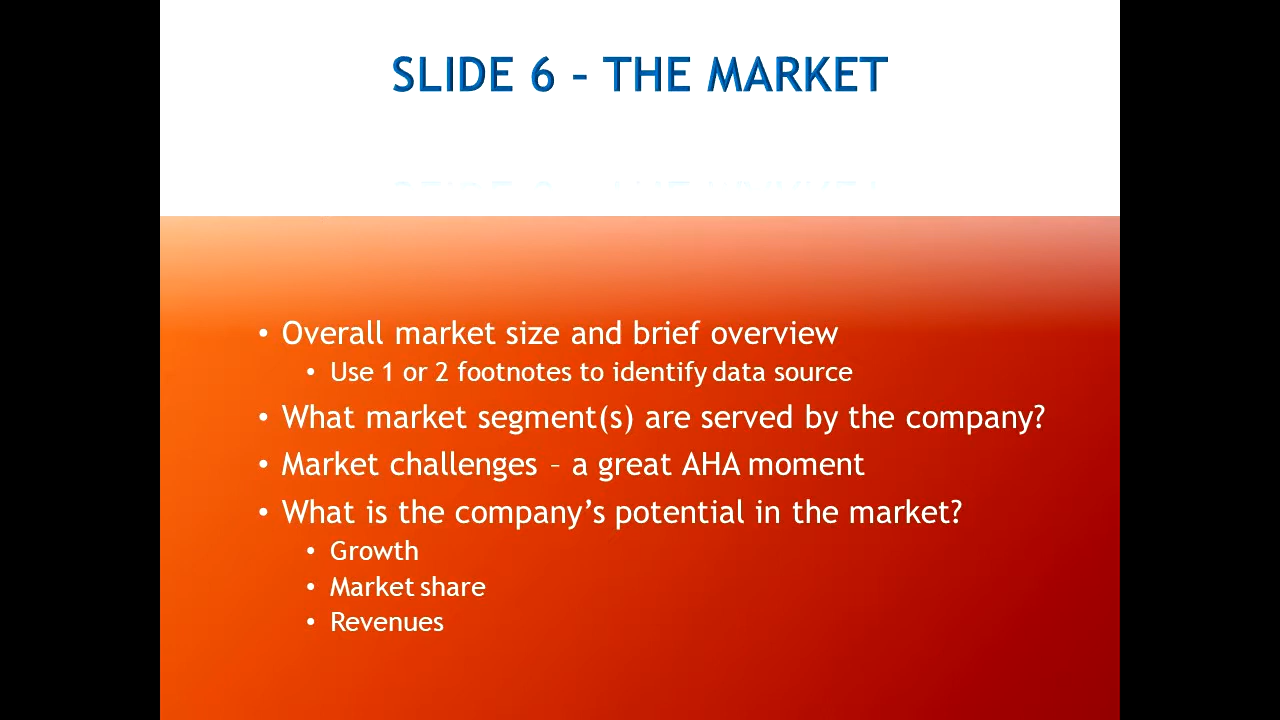 SLIDE 6 – THE MARKET
• Overall market size and brief overview
• Use 1 or 2 footnotes to identify data source
• What market segment(s) are served by the company?
• Market challenges – a great AHA moment
• What is the company’s potential in the market?
• Growth
• Market share
• Revenues